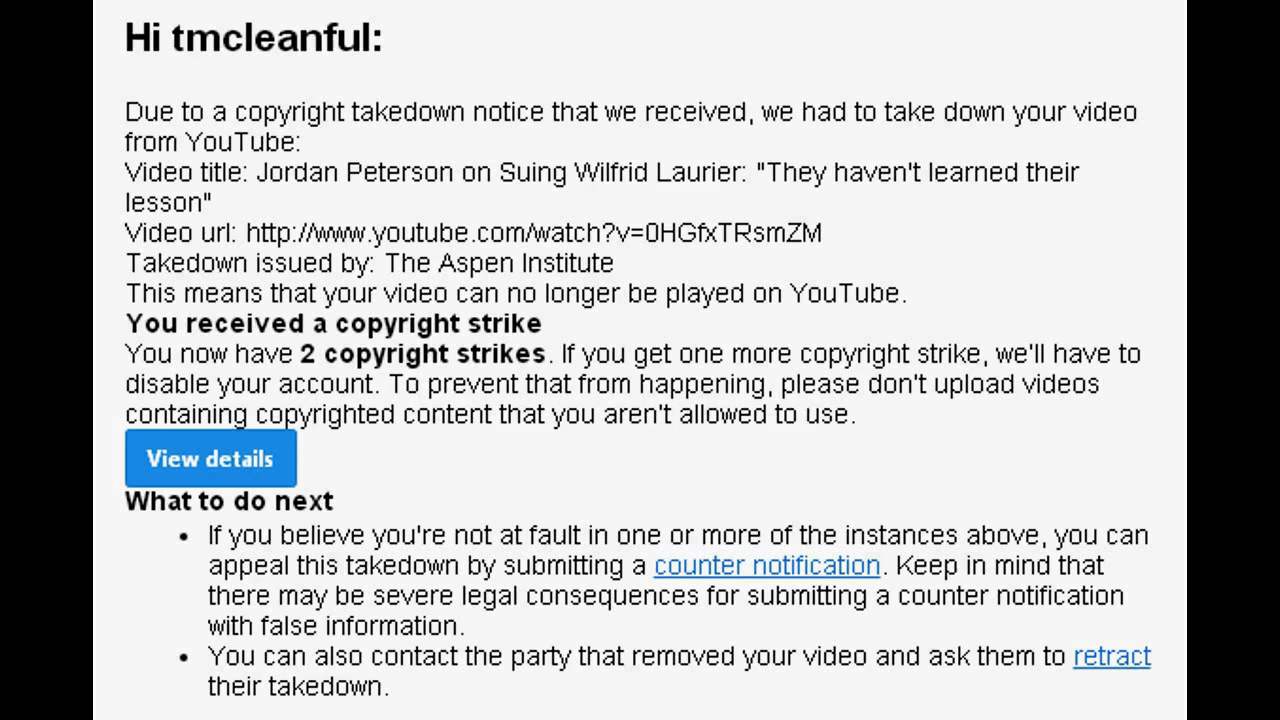 Hi tmcleanful:
Due to a copyright takedown notice that we received, we had to take down your video
from YouTube:
Video title: Jordan Peterson on Suing Wilfrid Laurier: "They haven't learned their
lesson"
Video url: http://www.youtube.com/watch?v=0HGfxTRsmZM
Takedown issued by: The Aspen Institute
This means that your video can no longer be played on YouTube.
You received a copyright strike
You now have 2 copyright strikes. If you get one more copyright strike, we'll have to
disable your account. To prevent that from happening, please don't upload videos
containing copyrighted content that you aren't allowed to use.
View details
What to do next
• If you believe you're not at fault in one or more of the instances above, you can
appeal this takedown by submitting a counter notification. Keep in mind that
there may be severe legal consequences for submitting a counter notification
with false information.
• You can also contact the party that removed your video and ask them to retract
their takedown.